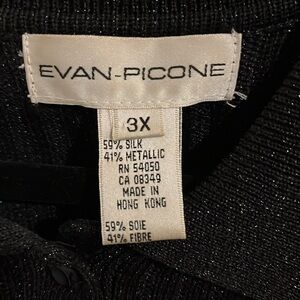 EVAN-PICONE
3X
59% SILK
41% METALLIC
RN 54050
CA 08349
MADE IN
HONG KONG
59% SOIE
41% FIBRE